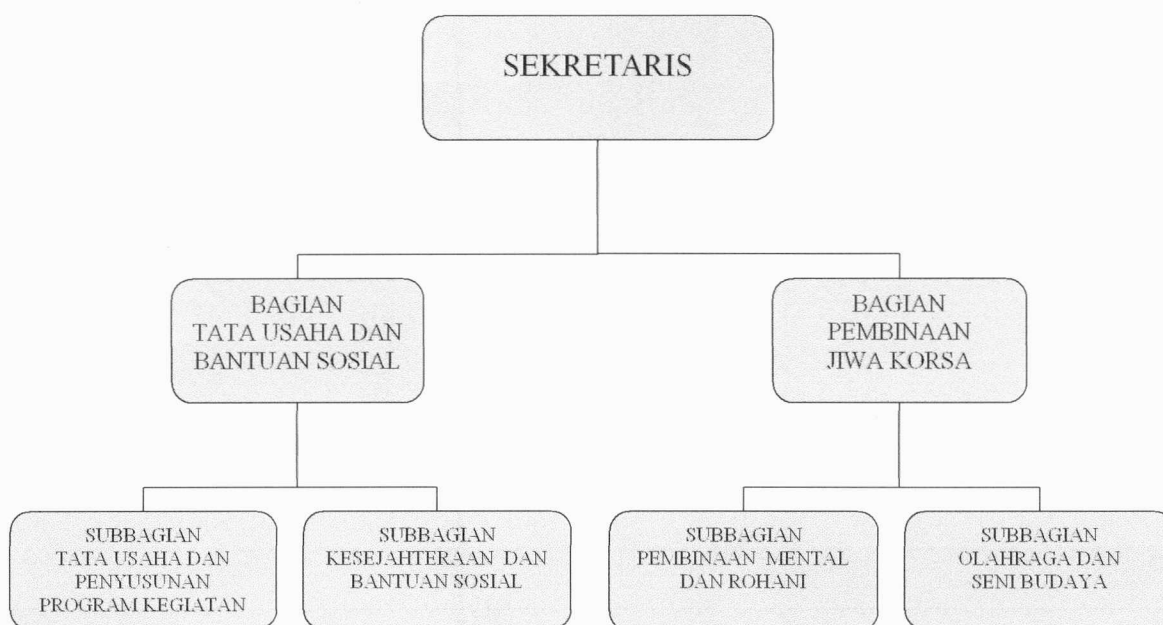 SEKRETARIS
BAGIAN
TATA USAHA DAN
BANTUAN SOSIAL
BAGIAN
PEMBINAAN
JIWA KORSA
SUBBAGIAN
TATA USAHA DAN
PENYUSUNAN
PROGRAM KEGIATAN
SUBBAGIAN
KESEJAHTERAAN DAN
BANTUAN SOSIAL
SUBBAGIAN
PEMBINAAN MENTAL
DAN ROHANI
SUBBAGIAN
OLAHRAGA DAN
SENI BUDAYA